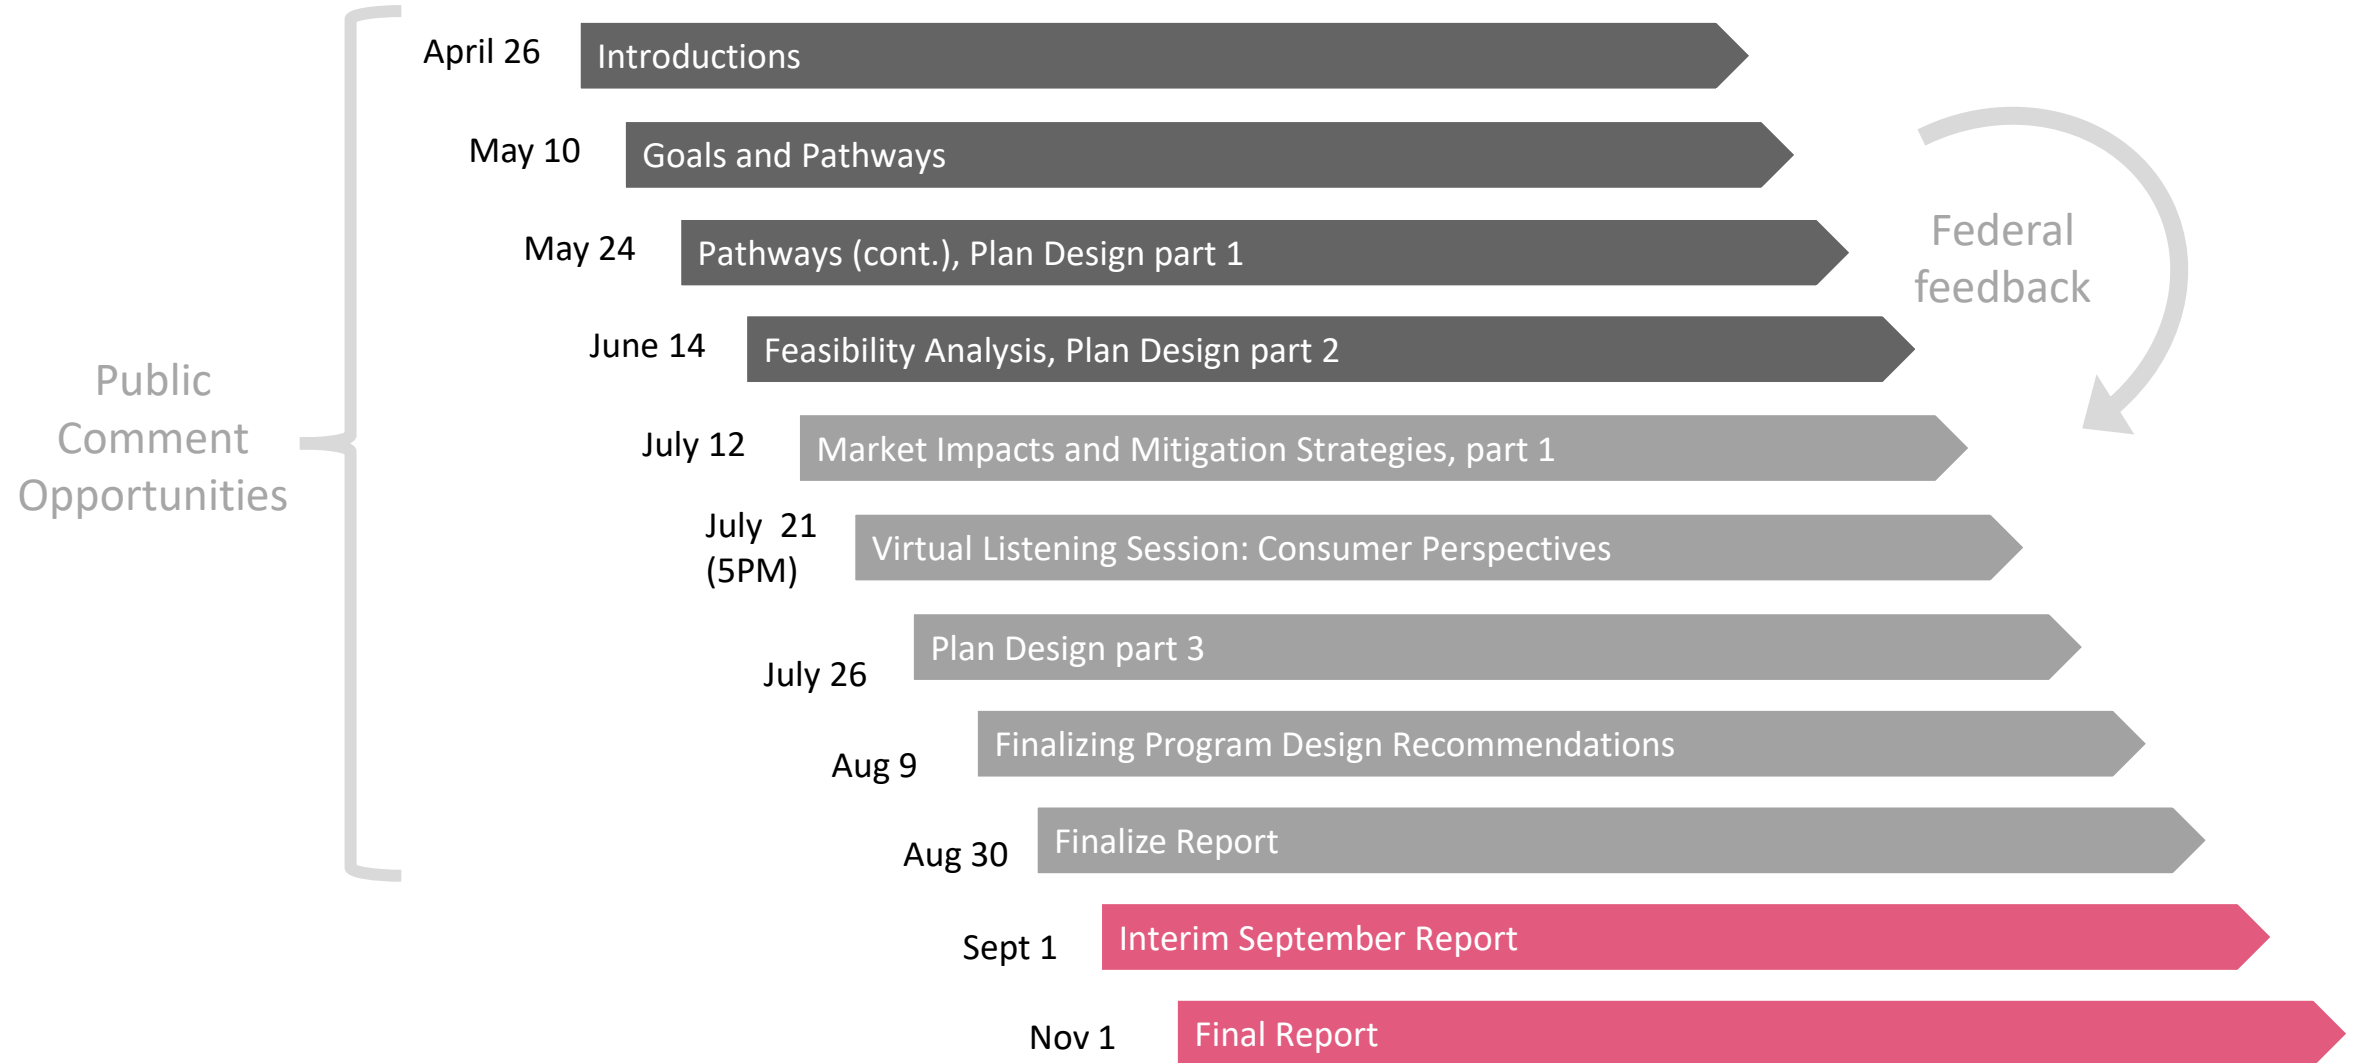 April 26
Introductions
May 10
Goals and Pathways
May 24
Pathways (cont.), Plan Design part 1
Federal
feedback
June 14
Feasibility Analysis, Plan Design part 2
Public
Comment
Opportunities
July 12
Market Impacts and Mitigation Strategies, part 1
July 21
(5PM)
Virtual Listening Session: Consumer Perspectives
July 26
Plan Design part 3
Aug 9
Finalizing Program Design Recommendations
Aug 30
Finalize Report
Sept 1
Interim September Report
Nov 1
Final Report